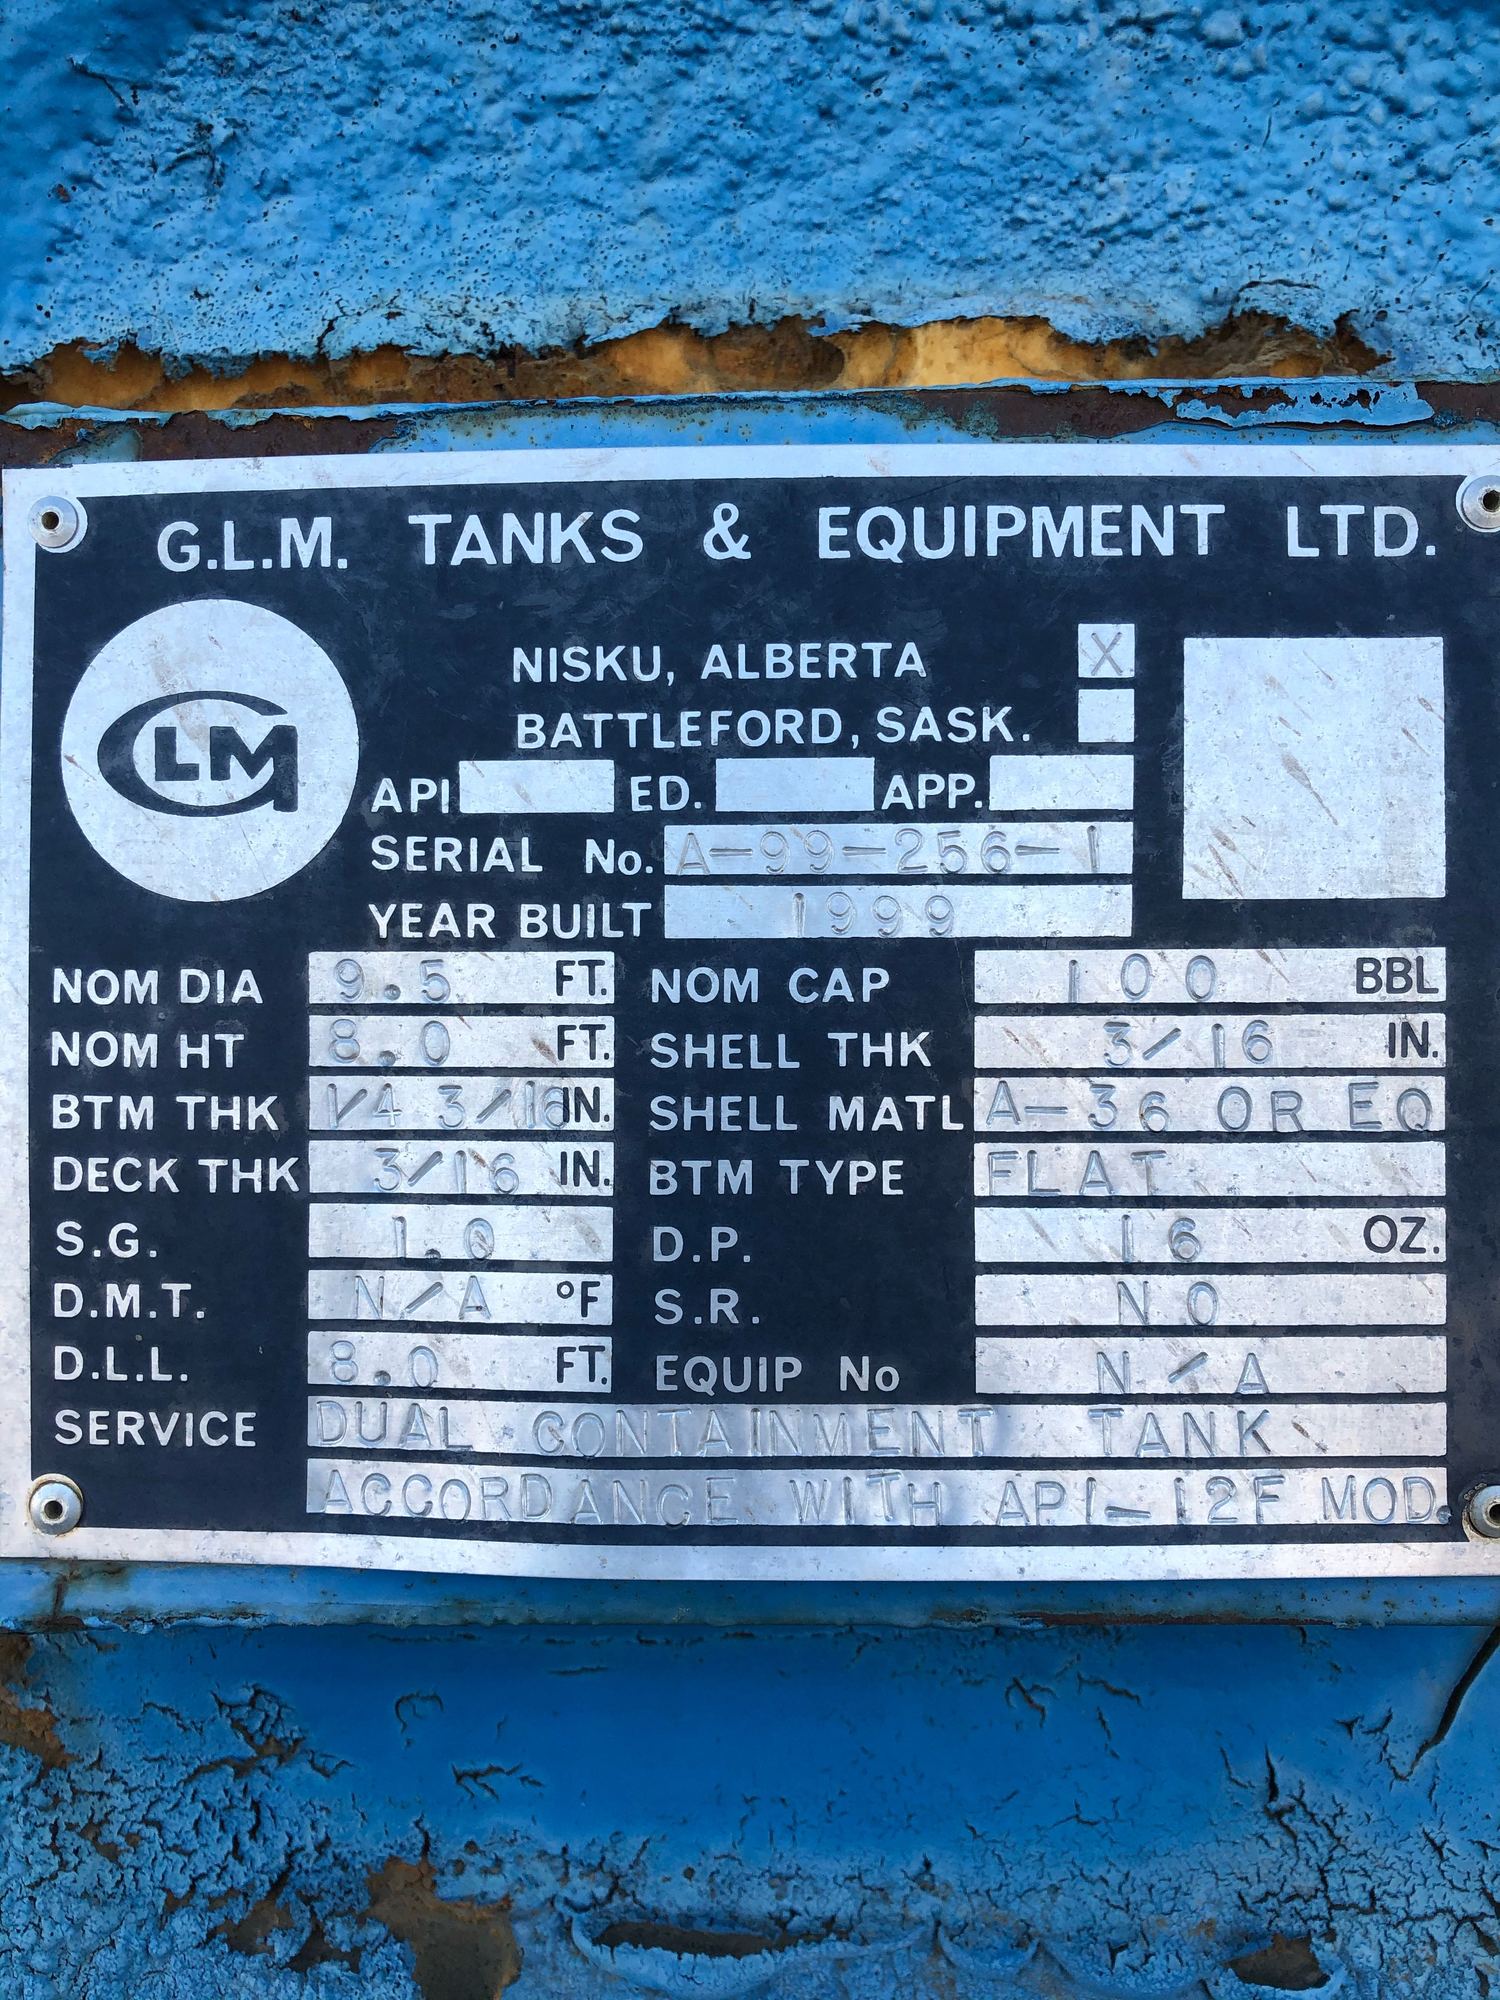 G.L.M. TANKS & EQUIPMENT LTD.
GLM
NISKU, ALBERTA X
BATTLEFORD, SASK.
API ED. APP.
SERIAL No. A-99-256-1
YEAR BUILT 1999
NOM DIA 9.5 FT. NOM CAP 100 BBL
NOM HT 8.0 FT. SHELL THK 3/16 IN.
BTM THK 1/4 3/16 IN. SHELL MATL A-36 OR EQ
DECK THK 3/16 IN. BTM TYPE FLAT
S.G. 1.0 D.P. 16 OZ.
D.M.T. N/A °F S.R. NO
D.L.L. 8.0 FT. EQUIP No N/A
SERVICE DUAL CONTAINMENT TANK
ACCORDANCE WITH API-12F MOD.